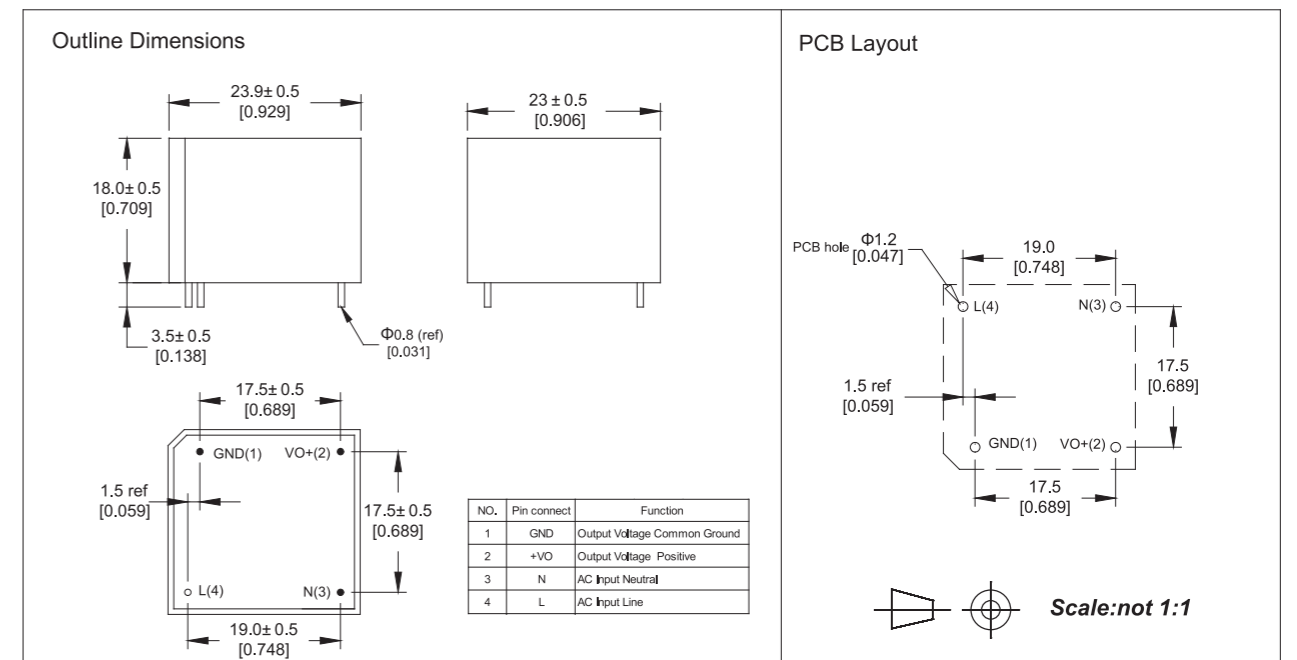 Outline Dimensions
23.9± 0.5
[0.929]
23 ± 0.5
[0.906]
18.0± 0.5
[0.709]
3.5± 0.5
[0.138]
Φ0.8 (ref)
[0.031]
17.5± 0.5
[0.689]
GND(1) VO+(2)
1.5 ref
[0.059]
17.5± 0.5
[0.689]
L(4) N(3)
19.0± 0.5
[0.748]
NO. Pin connect Function
1 GND Output Voltage Common Ground
2 +VO Output Voltage Positive
3 N AC Input Neutral
4 L AC Input Line
PCB Layout
PCB hole Φ1.2
[0.047]
19.0
[0.748]
L(4) N(3)
17.5
[0.689]
1.5 ref
[0.059]
GND(1) VO+(2)
17.5
[0.689]
Scale:not 1:1